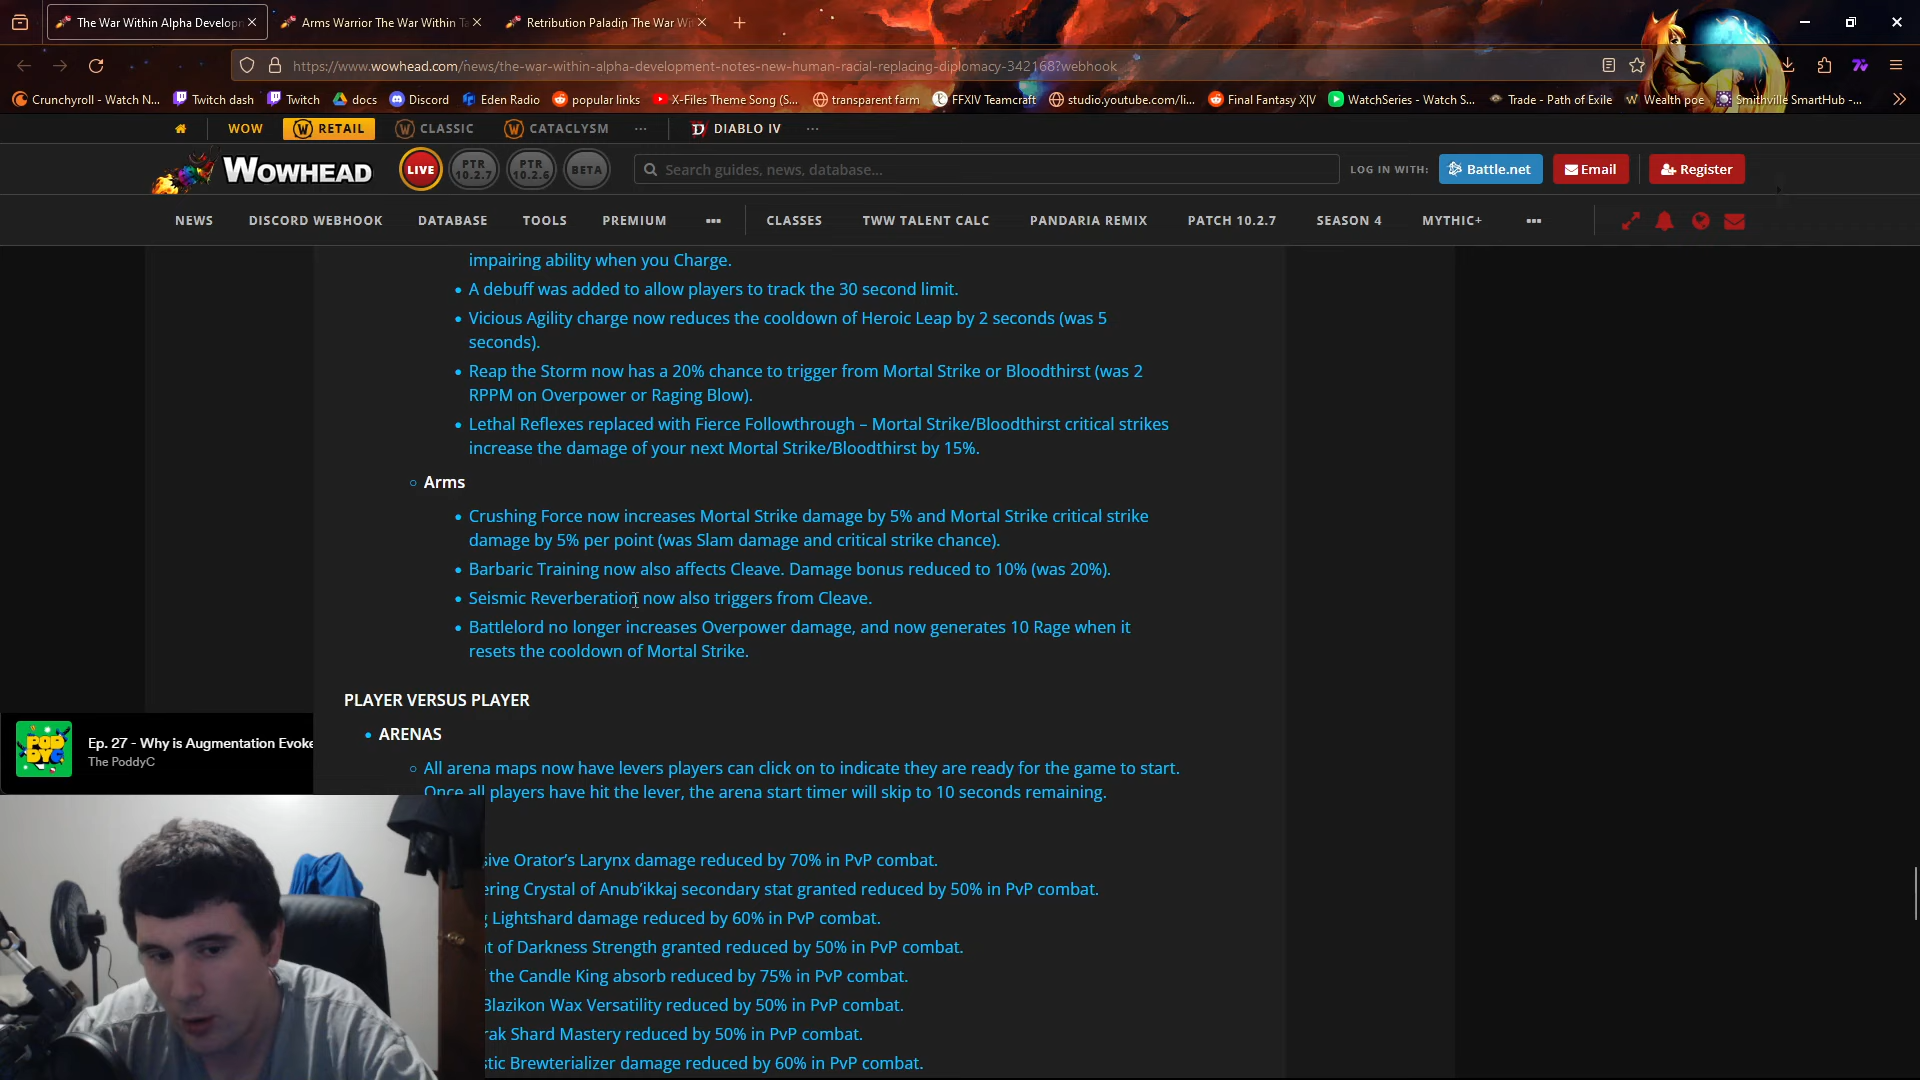 The War Within Alpha Developn
Arms Warrior The War Within Ta
Retribution Paladin The War Wi
https://www.wowhead.com/news/the-war-within-alpha-development-notes-new-human-racial-replacing-diplomacy-342168?webhook
Crunchyroll - Watch N... Twitch dash Twitch docs Discord Eden Radio popular links X-Files Theme Song (S... transparent farm FFXIV Teamcraft studio.youtube.com/li... Final Fantasy X|V WatchSeries - Watch S... Trade - Path of Exile Wealth poe Smithville SmartHub -...
WOW RETAIL CLASSIC CATACLYSM ... DIABLO IV ...
WOWHEAD LIVE PTR 10.2.7 PTR 10.2.6 BETA Search guides, news, database... LOG IN WITH: Battle.net Email Register
NEWS DISCORD WEBHOOK DATABASE TOOLS PREMIUM ... CLASSES TWW TALENT CALC PANDARIA REMIX PATCH 10.2.7 SEASON 4 MYTHIC+ ...
impairing ability when you Charge.
• A debuff was added to allow players to track the 30 second limit.
• Vicious Agility charge now reduces the cooldown of Heroic Leap by 2 seconds (was 5
seconds).
• Reap the Storm now has a 20% chance to trigger from Mortal Strike or Bloodthirst (was 2
RPPM on Overpower or Raging Blow).
• Lethal Reflexes replaced with Fierce Followthrough – Mortal Strike/Bloodthirst critical strikes
increase the damage of your next Mortal Strike/Bloodthirst by 15%.
Arms
• Crushing Force now increases Mortal Strike damage by 5% and Mortal Strike critical strike
damage by 5% per point (was Slam damage and critical strike chance).
• Barbaric Training now also affects Cleave. Damage bonus reduced to 10% (was 20%).
• Seismic Reverberation now also triggers from Cleave.
• Battlelord no longer increases Overpower damage, and now generates 10 Rage when it
resets the cooldown of Mortal Strike.
PLAYER VERSUS PLAYER
• ARENAS
All arena maps now have levers players can click on to indicate they are ready for the game to start.
Once all players have hit the lever, the arena start timer will skip to 10 seconds remaining.
POD DYC
Ep. 27 - Why is Augmentation Evoke
The PoddyC
sive Orator's Larynx damage reduced by 70% in PvP combat.
ering Crystal of Anub'ikkaj secondary stat granted reduced by 50% in PvP combat.
g Lightshard damage reduced by 60% in PvP combat.
nt of Darkness Strength granted reduced by 50% in PvP combat.
the Candle King absorb reduced by 75% in PvP combat.
Blazikon Wax Versatility reduced by 50% in PvP combat.
rak Shard Mastery reduced by 50% in PvP combat.
stic Brewterializer damage reduced by 60% in PvP combat.